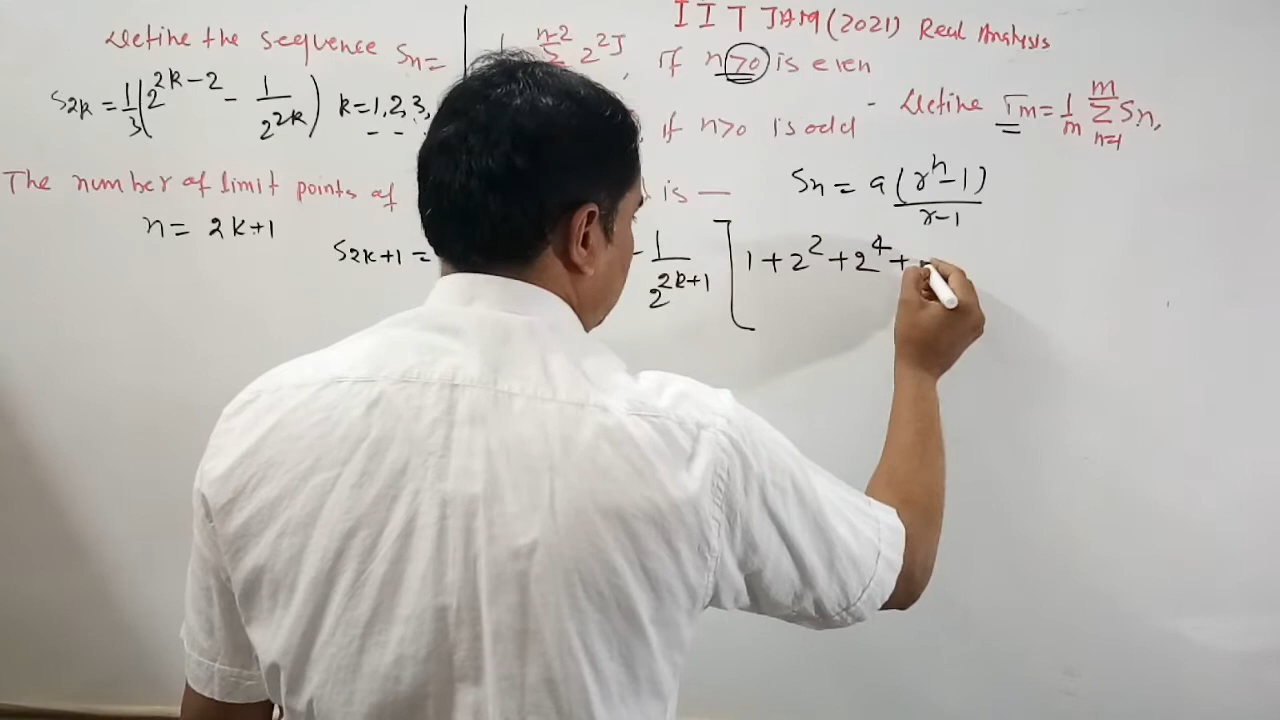 I I T JAM (2021) Real Analysis
Define the sequence Sn = n-2 Σ 2^2J, if n >0 is even
S2k = 1/3 (2^2k-2 - 1/2^2k) k=1,2,3,
, if n>0 is odd - Define Tm = 1/m m Σ n=1 Sn,
The number of limit points of is —
Sn = a(r^n-1)/r-1
n = 2k+1
S2k+1 = - 1/2^2k+1 [1+2^2+2^4+